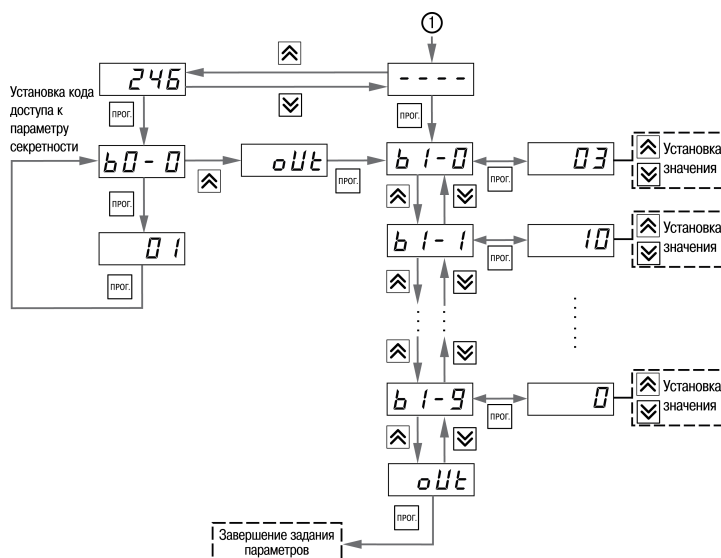 1
246
- - - -
Установка кода
доступа к
параметру
секретности
ПРОГ.
ПРОГ.
b0-0
oUt
ПРОГ.
b1-0
ПРОГ.
03
Установка
значения
ПРОГ.
01
b1-1
ПРОГ.
10
Установка
значения
ПРОГ.
b1-9
ПРОГ.
0
Установка
значения
oUt
ПРОГ.
Завершение задания
параметров